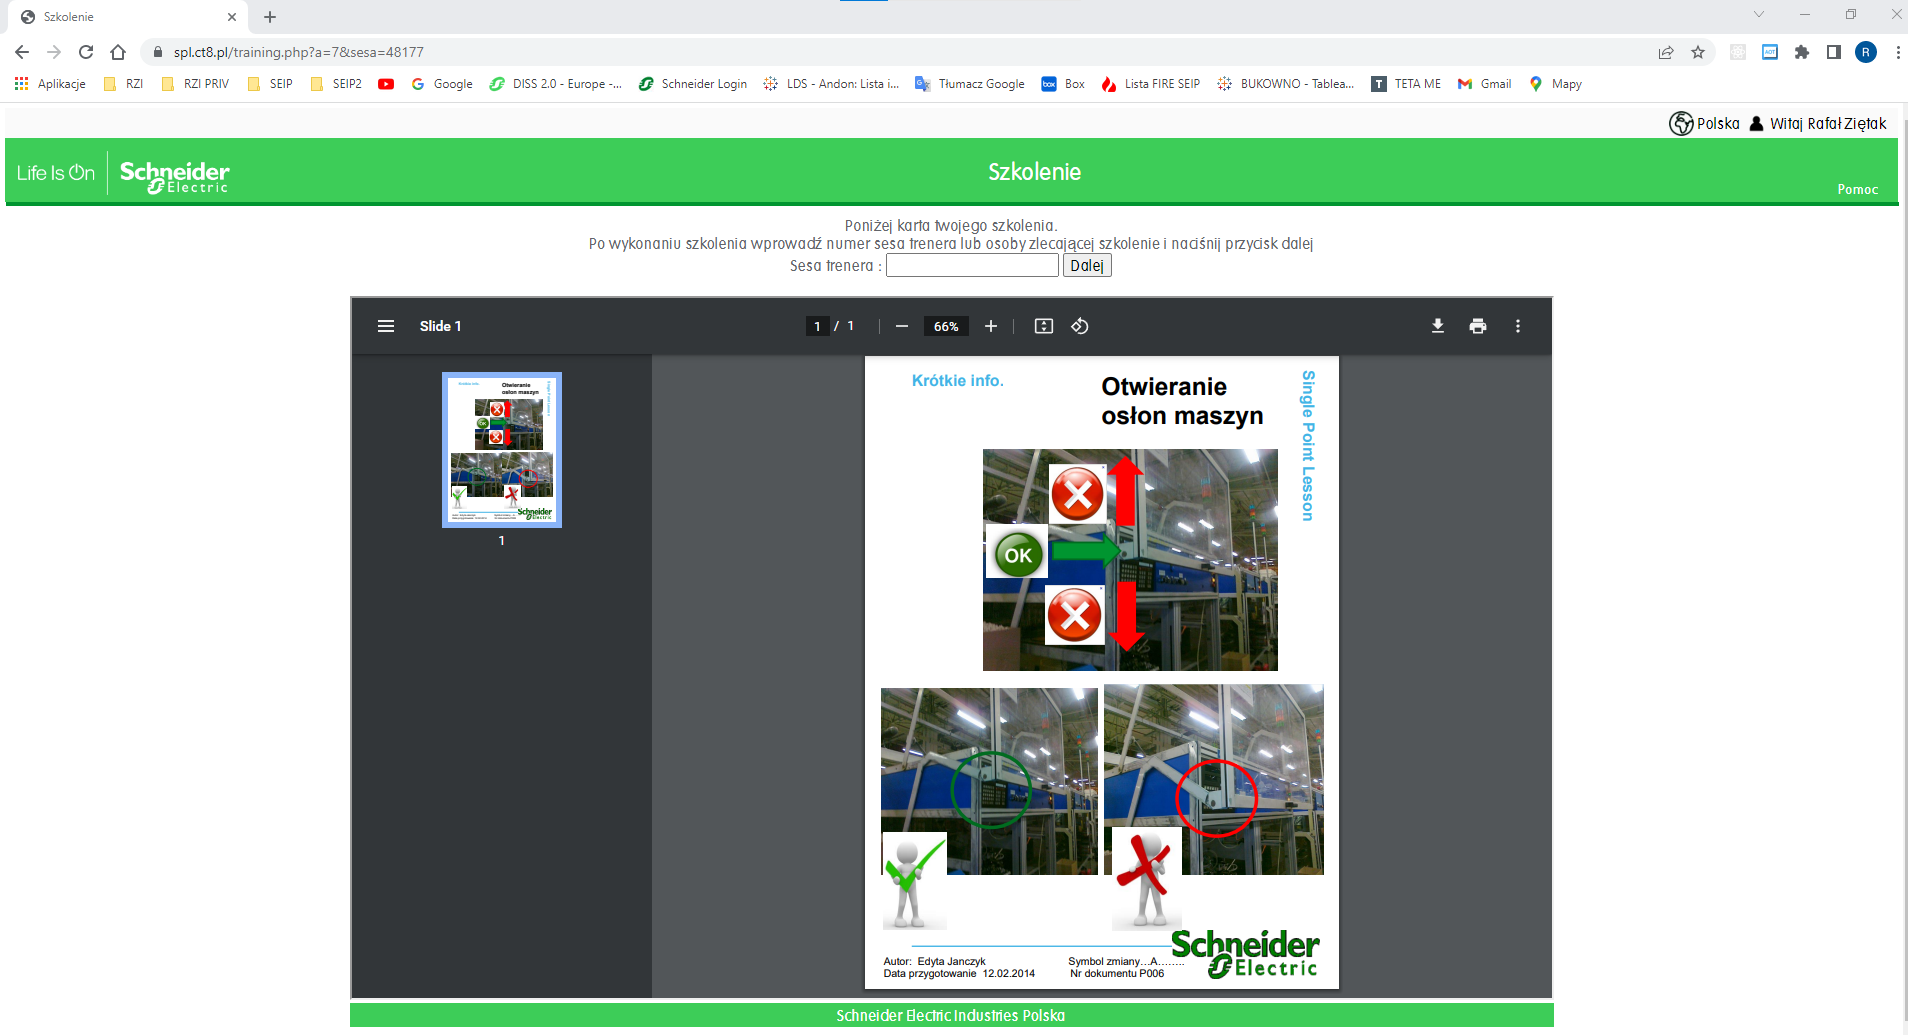 Szkolenie
spl.ct8.pl/training.php?a=7&sesa=48177
R
Aplikacje
RZI
RZI PRIV
SEIP
SEIP2
Google
DISS 2.0 - Europe -...
Schneider Login
LDS - Andon: Lista i...
Tłumacz Google
box
Box
Lista FIRE SEIP
BUKOWNO - Tablea...
T
TETA ME
Gmail
Mapy
Polska
Witaj Rafał Ziętak
Life Is On
Schneider
Electric
Szkolenie
Pomoc
Poniżej karta twojego szkolenia.
Po wykonaniu szkolenia wprowadź numer sesa trenera lub osoby zlecającej szkolenie i naciśnij przycisk dalej
Sesa trenera :
Dalej
Slide 1
1 / 1
66%
1
Krótkie info.
Otwieranie
osłon maszyn
Single Point Lesson
OK
Autor: Edyta Janczyk
Data przygotowanie 12.02.2014
Symbol zmiany...A........
Nr dokumentu P006
Schneider
Electric
Schneider Electric Industries Polska